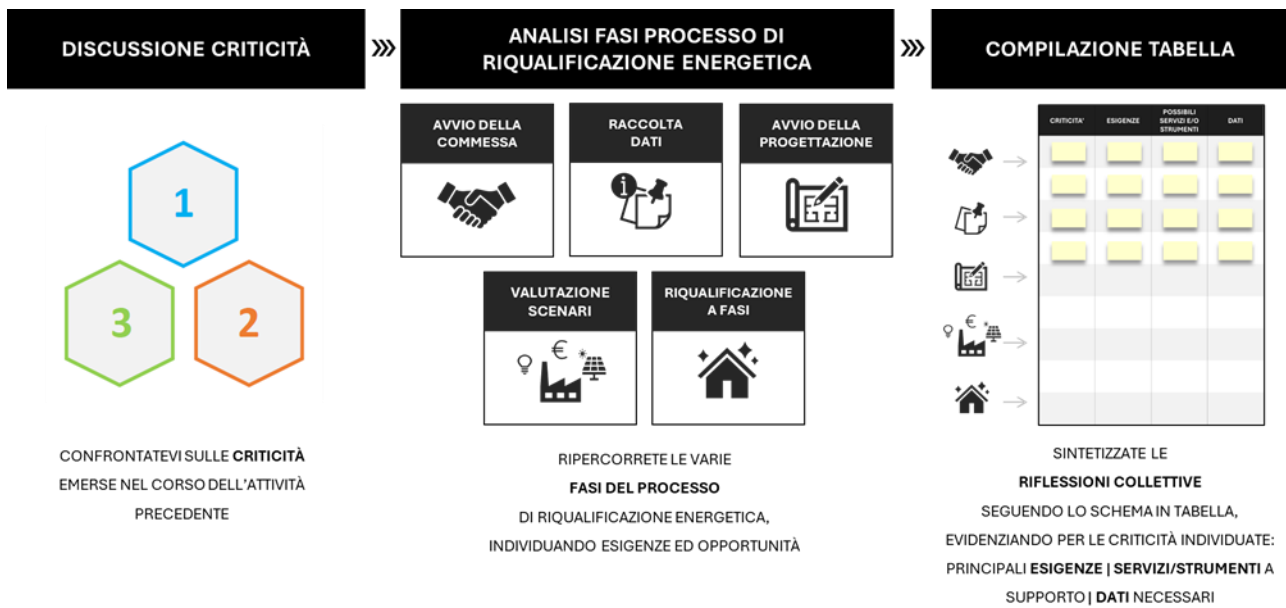 DISCUSSIONE CRITICITÀ
1
3
2
CONFRONTATEVI SULLE CRITICITÀ
EMERSE NEL CORSO DELL'ATTIVITÀ
PRECEDENTE
ANALISI FASI PROCESSO DI
RIQUALIFICAZIONE ENERGETICA
AVVIO DELLA
COMMESSA
RACCOLTA
DATI
AVVIO DELLA
PROGETTAZIONE
VALUTAZIONE
SCENARI
€
RIQUALIFICAZIONE
A FASI
RIPERCORRETE LE VARIE
FASI DEL PROCESSO
DI RIQUALIFICAZIONE ENERGETICA,
INDIVIDUANDO ESIGENZE ED OPPORTUNITÀ
COMPILAZIONE TABELLA
CRITICITA'
ESIGENZE
POSSIBILI
SERVIZI E/O
STRUMENTI
DATI
€
SINTETIZZATE LE
RIFLESSIONI COLLETTIVE
SEGUENDO LO SCHEMA IN TABELLA,
EVIDENZIANDO PER LE CRITICITÀ INDIVIDUATE:
PRINCIPALI ESIGENZE | SERVIZI/STRUMENTI A
SUPPORTO | DATI NECESSARI